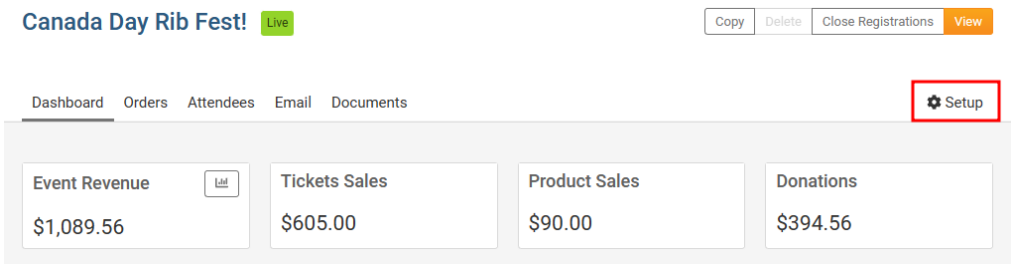 Canada Day Rib Fest! Live
Copy Delete Close Registrations View
Dashboard Orders Attendees Email Documents Setup
Event Revenue
$1,089.56
Tickets Sales
$605.00
Product Sales
$90.00
Donations
$394.56